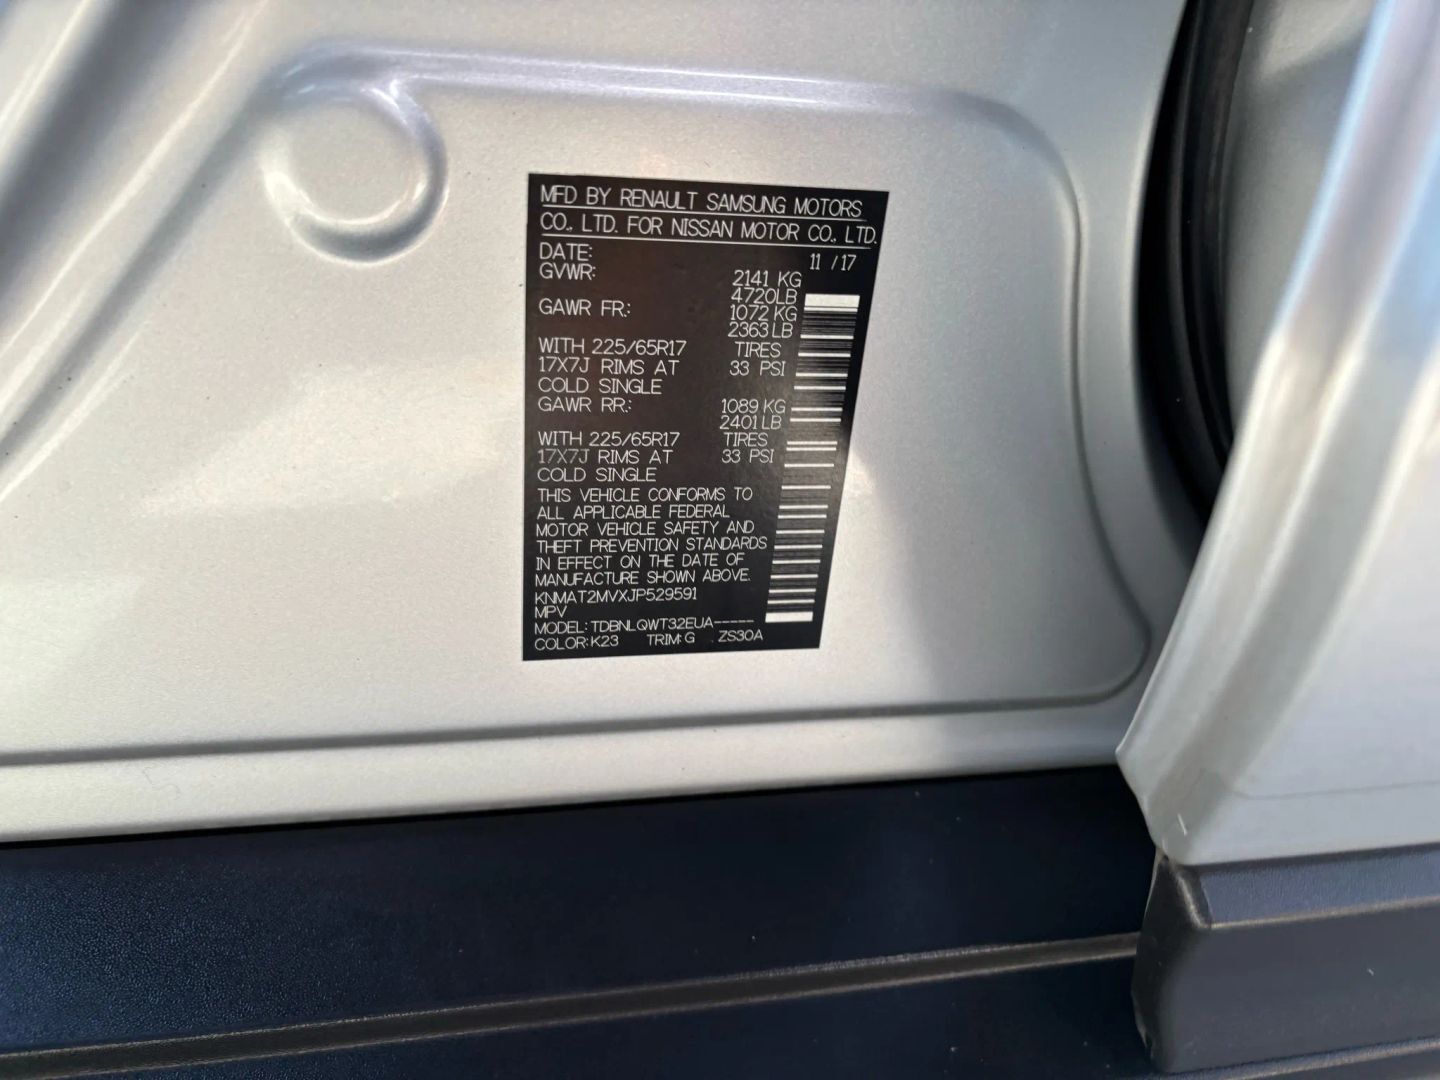 MFD BY RENAULT SAMSUNG MOTORS
CO., LTD. FOR NISSAN MOTOR CO., LTD.
DATE: 11 / 17
GVWR: 2141 KG
4720LB
GAWR FR.: 1072 KG
2363 LB
WITH 225/65R17 TIRES
17X7J RIMS AT 33 PSI
COLD SINGLE
GAWR RR.: 1089 KG
2401 LB
WITH 225/65R17 TIRES
17X7J RIMS AT 33 PSI
COLD SINGLE
THIS VEHICLE CONFORMS TO
ALL APPLICABLE FEDERAL
MOTOR VEHICLE SAFETY AND
THEFT PREVENTION STANDARDS
IN EFFECT ON THE DATE OF
MANUFACTURE SHOWN ABOVE.
KNMAT2MVXJP529591
MPV
MODEL: TDBNLQWT32EUA-----
COLOR: K23 TRIM: G ZS30A